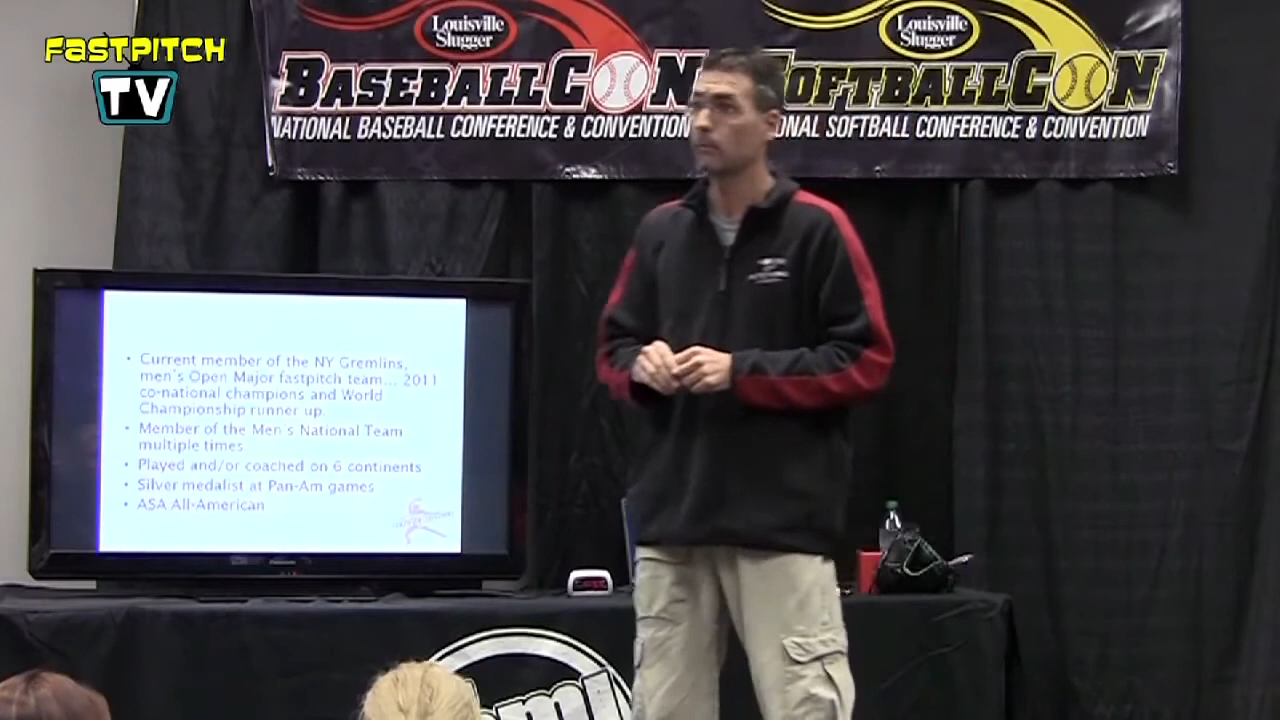 FASTPITCH
TV
Louisville
Slugger
BASEBALLCON
NATIONAL BASEBALL CONFERENCE & CONVENTION
Louisville
Slugger
OFTBALLCON
ONAL SOFTBALL CONFERENCE & CONVENTION
• Current member of the NY Gremlins,
men's Open Major fastpitch team... 2011
co-national champions and World
Championship runner up.
• Member of the Men's National Team
multiple times
• Played and/or coached on 6 continents
• Silver medalist at Pan-Am games
• ASA All-American
Panasonic